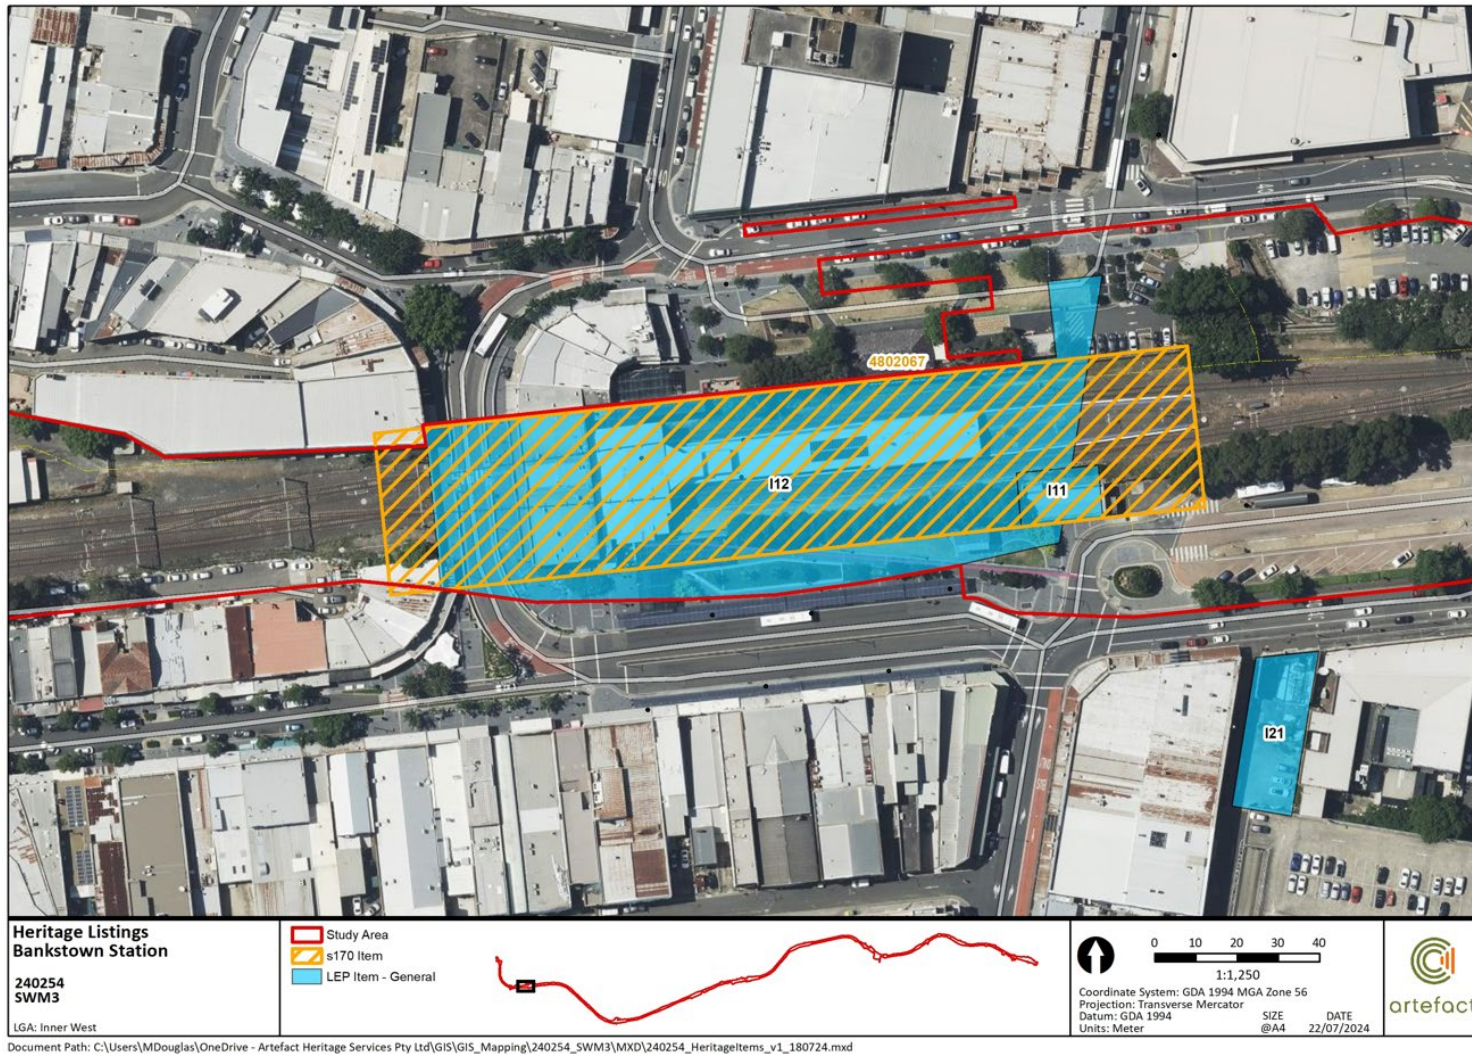 4802067
I12
I11
I21
Heritage Listings
Bankstown Station
240254
SWM3
LGA: Inner West
Study Area
s170 Item
LEP Item - General
0 10 20 30 40
1:1,250
Coordinate System: GDA 1994 MGA Zone 56
Projection: Transverse Mercator
Datum: GDA 1994
Units: Meter
SIZE
@A4
DATE
22/07/2024
artefact
Document Path: C:\Users\MDouglas\OneDrive - Artefact Heritage Services Pty Ltd\GIS\GIS_Mapping\240254_SWM3\MXD\240254_HeritageItems_v1_180724.mxd